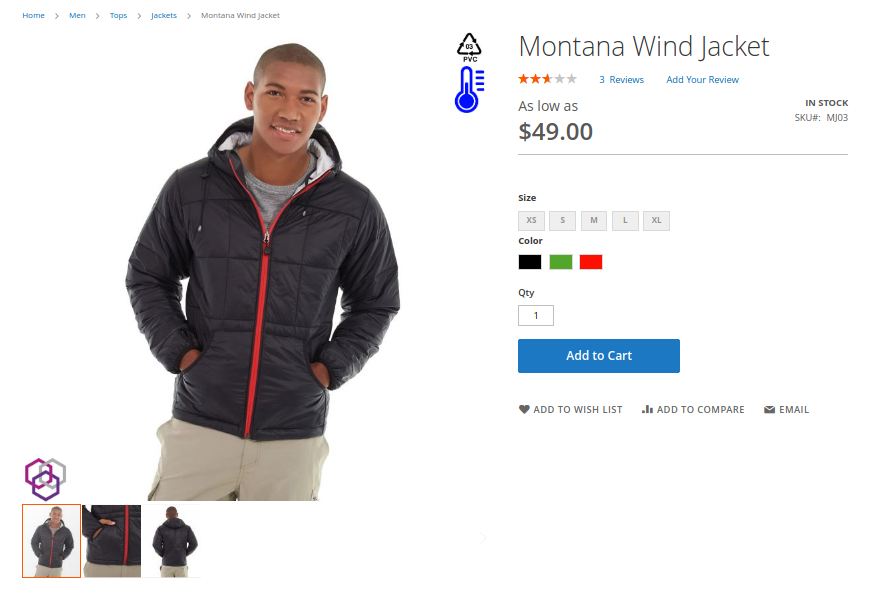 Home > Men > Tops > Jackets > Montana Wind Jacket
03
PVC
Montana Wind Jacket
3 Reviews Add Your Review
As low as
$49.00
IN STOCK
SKU#: MJ03
Size
XS S M L XL
Color
Qty
1
Add to Cart
ADD TO WISH LIST ADD TO COMPARE EMAIL